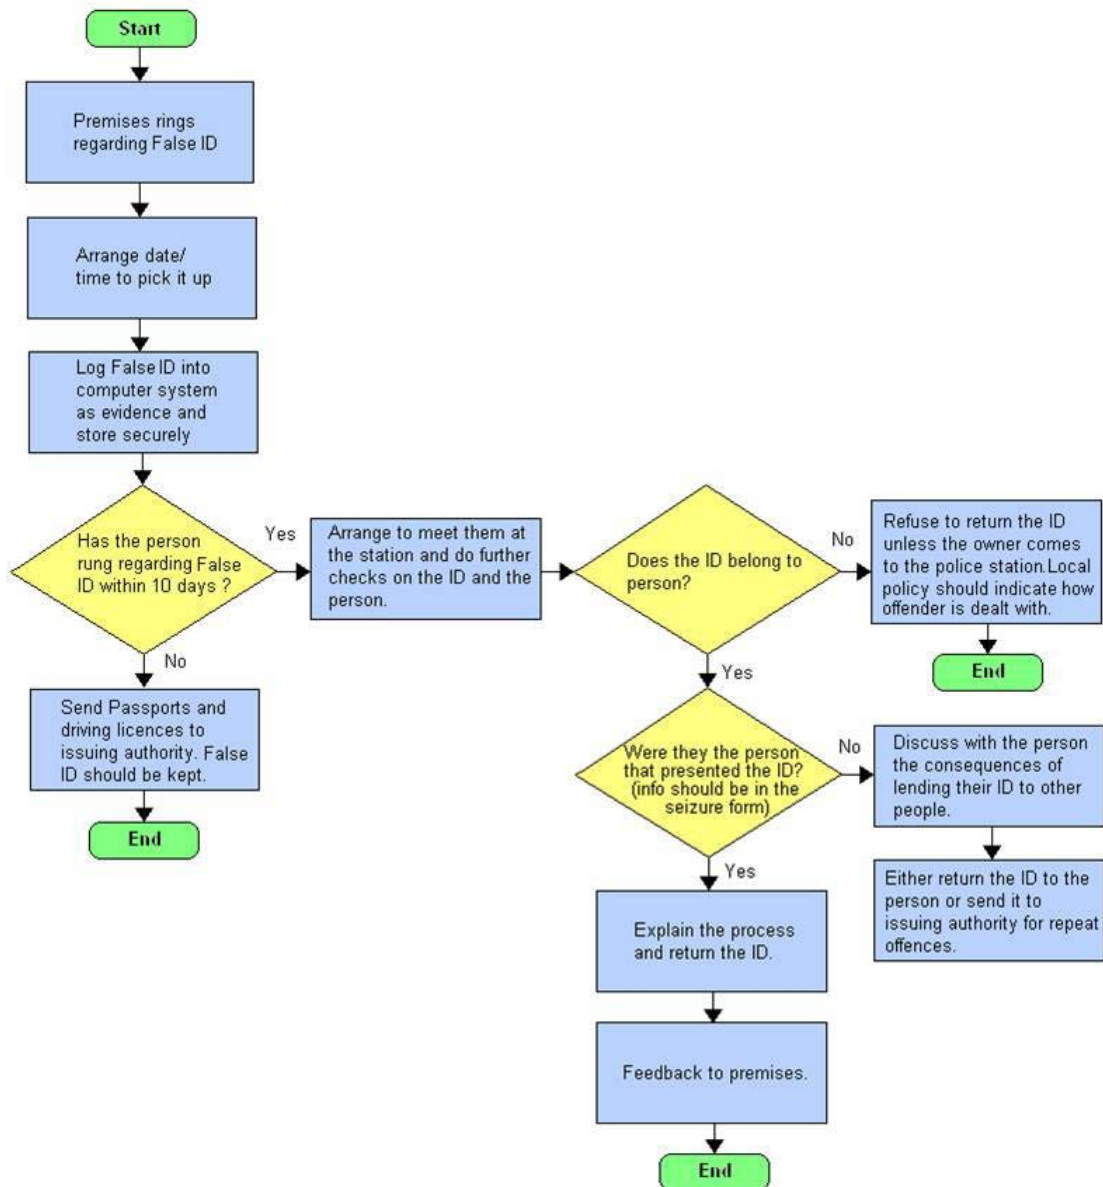 Start
Premises rings
regarding False ID
Arrange date/
time to pick it up
Log False ID into
computer system
as evidence and
store securely
Has the person
rung regarding False
ID within 10 days ?
Yes
Arrange to meet them at
the station and do further
checks on the ID and the
person.
Does the ID belong to
person?
No
Refuse to return the ID
unless the owner comes
to the police station.Local
policy should indicate how
offender is dealt with.
End
No
Send Passports and
driving licences to
issuing authority. False
ID should be kept.
End
Yes
Were they the person
that presented the ID?
(info should be in the
seizure form)
No
Discuss with the person
the consequences of
lending their ID to other
people.
Either return the ID to the
person or send it to
issuing authority for repeat
offences.
Yes
Explain the process
and return the ID.
Feedback to premises.
End